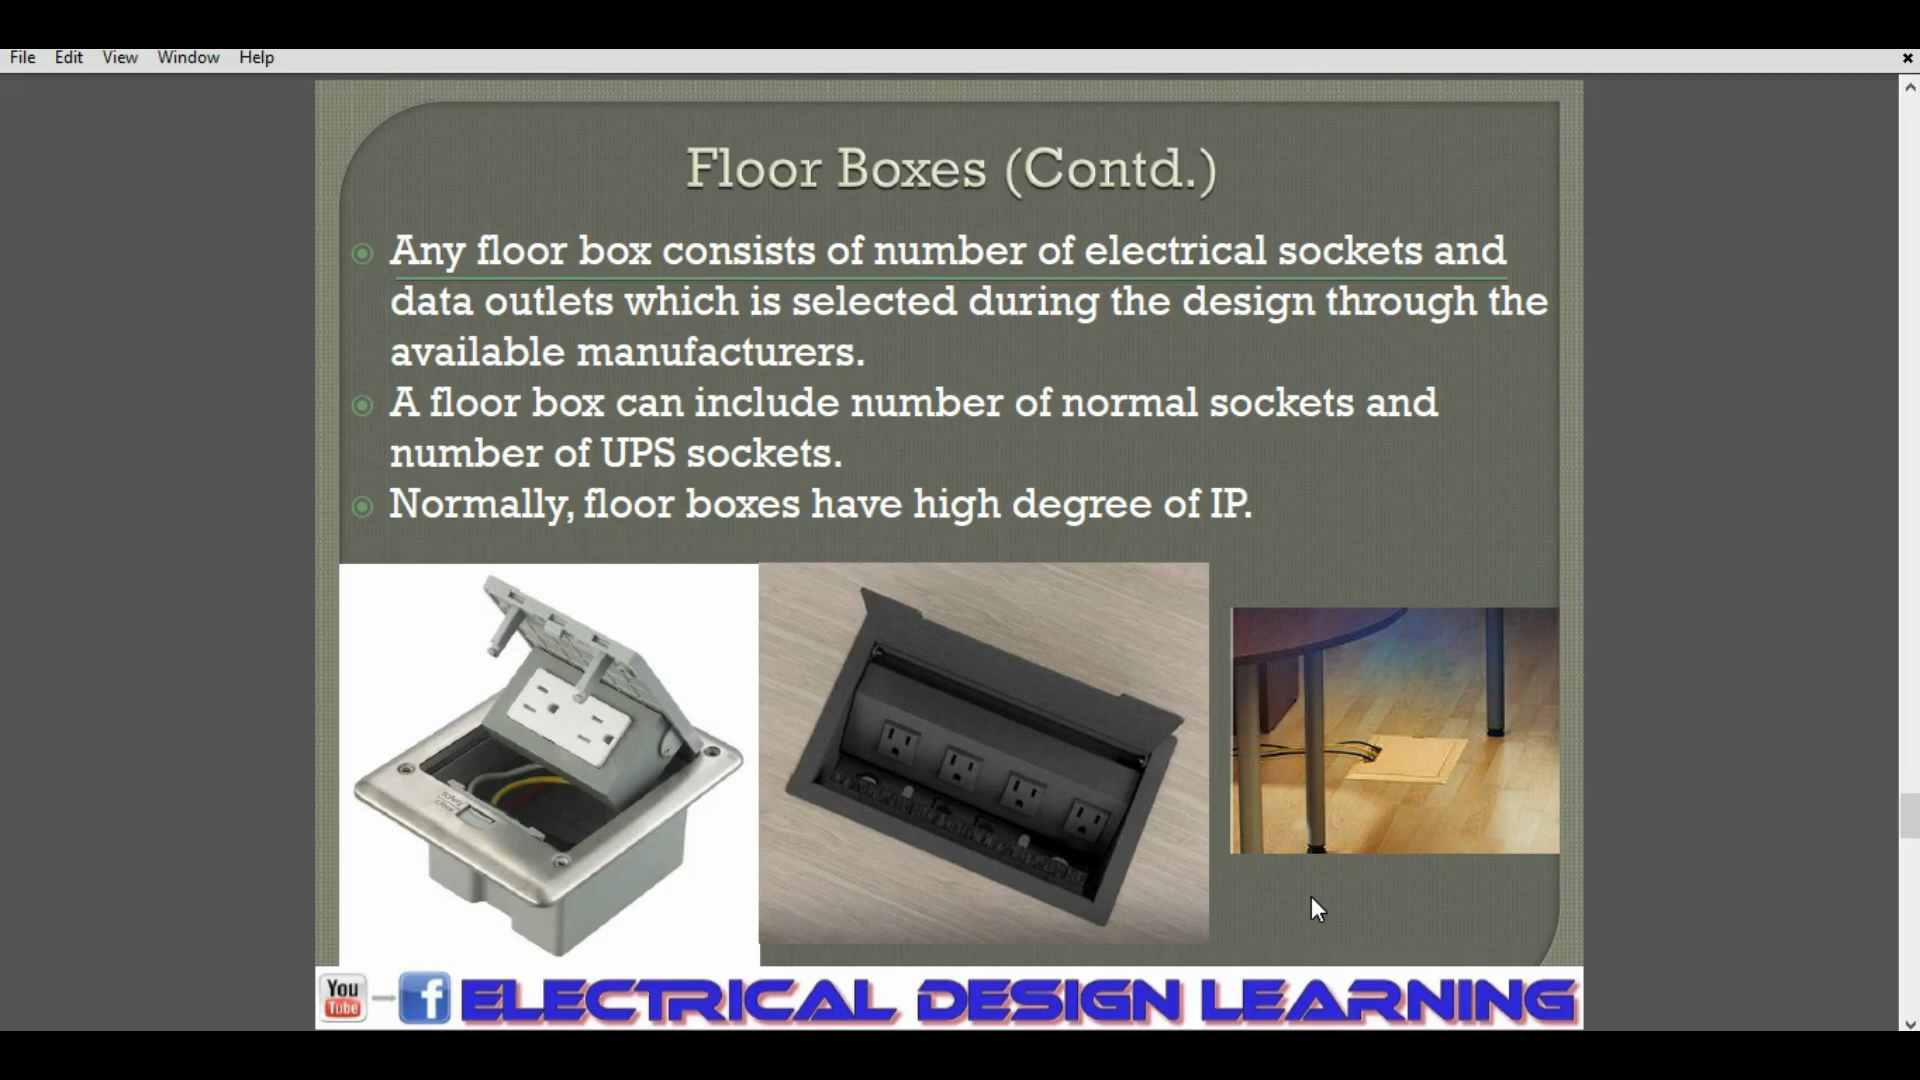 File Edit View Window Help
Floor Boxes (Contd.)
Any floor box consists of number of electrical sockets and
data outlets which is selected during the design through the
available manufacturers.
A floor box can include number of normal sockets and
number of UPS sockets.
Normally, floor boxes have high degree of IP.
You
Tube
f
ELECTRICAL DESIGN LEARNING